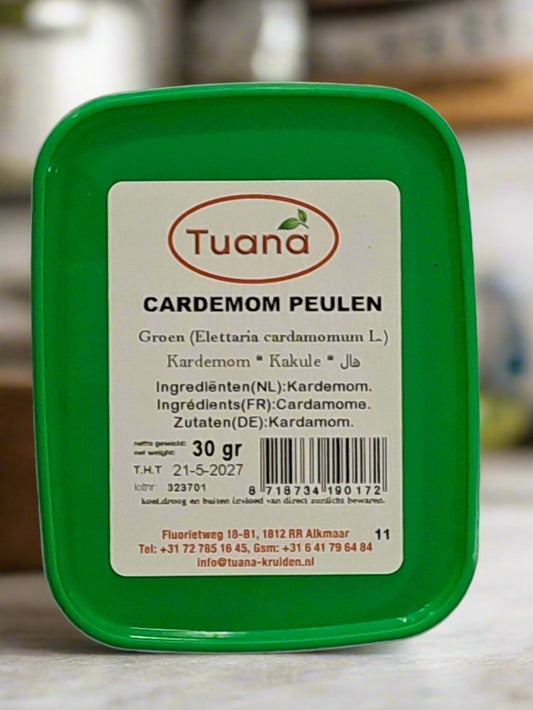 Tuana
CARDEMOM PEULEN
Groen (Elettaria cardamomum L.)
Kardemom * Kakule * هال
Ingrediënten(NL):Kardemom.
Ingrédients(FR):Cardamome.
Zutaten(DE):Kardamom.
netto gewicht:
net weight: 30 gr
T.H.T 21-5-2027
lotnr: 323701
8 718734 190172
koel,droog en buiten invloed van direct zonlicht bewaren.
Fluorietweg 18-B1, 1812 RR Alkmaar
11
Tel: +31 72 785 16 45, Gsm: +31 6 41 79 64 84
info@tuana-kruiden.nl